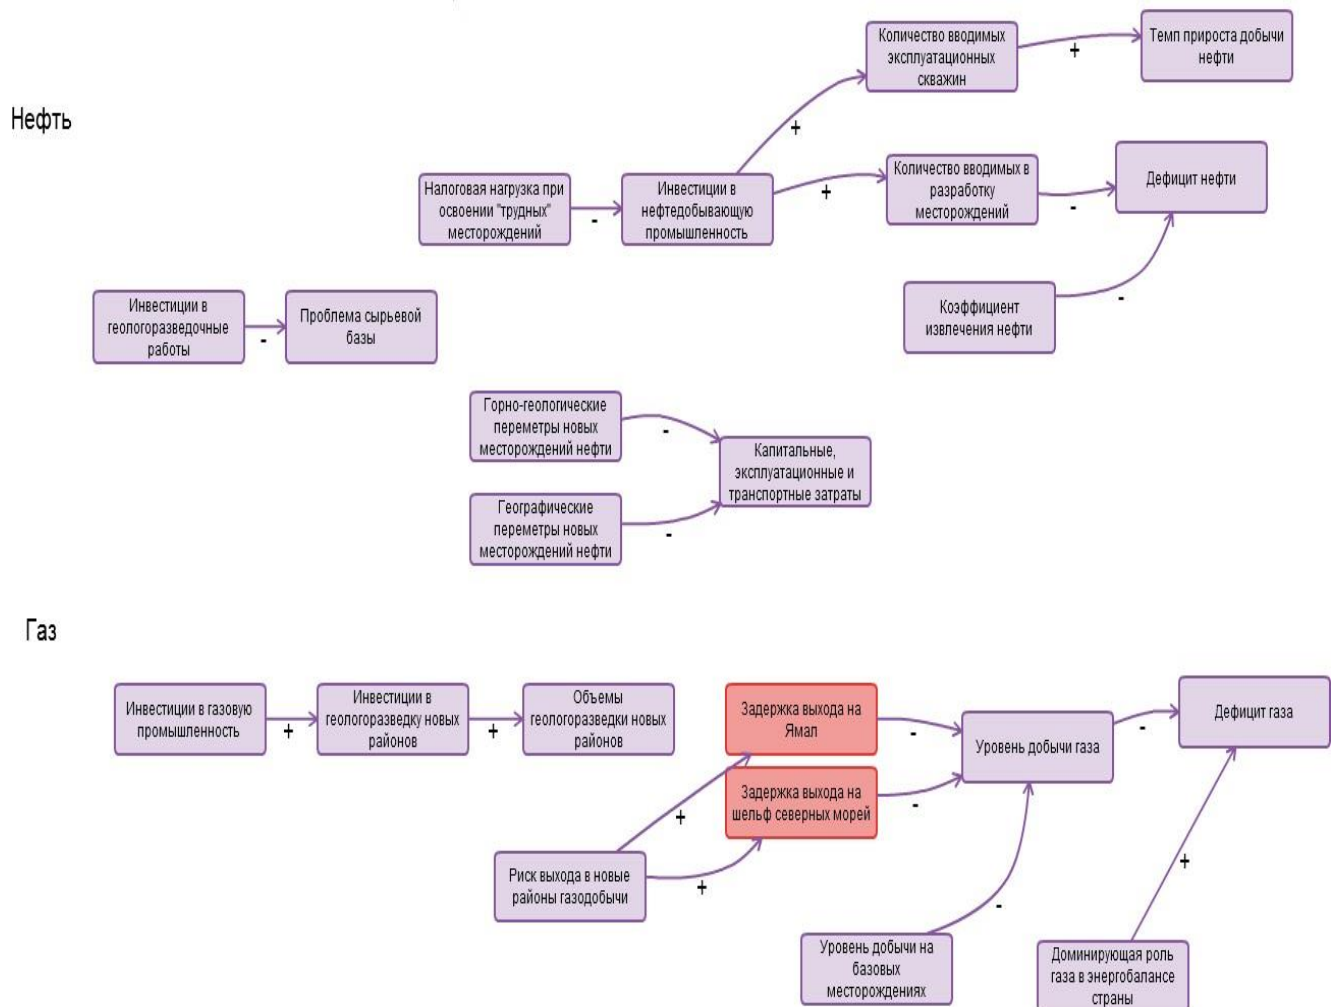 Нефть
Количество вводимых
эксплуатационных
скважин
+
Темп прироста добычи
нефти
+
Налоговая нагрузка при
освоении "трудных"
месторождений
-
Инвестиции в
нефтедобывающую
промышленность
+
Количество вводимых в
разработку
месторождений
-
Дефицит нефти
Инвестиции в
геологоразведочные
работы
-
Проблема сырьевой
базы
Коэффициент
извлечения нефти
-
Горно-геологические
переметры новых
месторождений нефти
-
Капитальные,
эксплуатационные и
транспортные затраты
Географические
переметры новых
месторождений нефти
-
Газ
Инвестиции в газовую
промышленность
+
Инвестиции в
геологоразведку новых
районов
+
Объемы
геологоразведки новых
районов
Задержка выхода на
Ямал
-
Уровень добычи газа
-
Дефицит газа
Задержка выхода на
шельф северных морей
-
+
Риск выхода в новые
районы газодобычи
+
+
-
Уровень добычи на
базовых
месторождениях
Доминирующая роль
газа в энергобалансе
страны